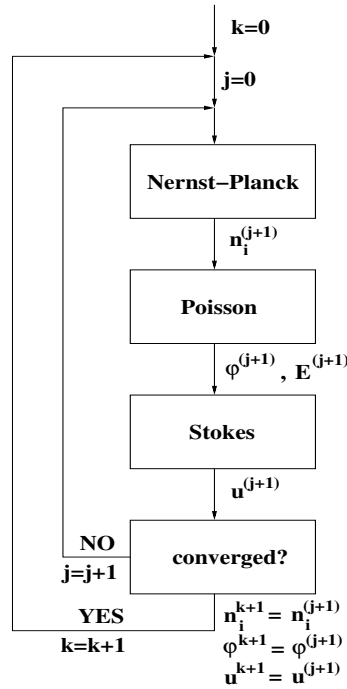 k=0
j=0
Nernst–Planck
n_i^(j+1)
Poisson
φ^(j+1) , E^(j+1)
Stokes
u^(j+1)
NO
converged?
j=j+1
YES
n_i^k+1 = n_i^(j+1)
k=k+1
φ^k+1 = φ^(j+1)
u^k+1 = u^(j+1)